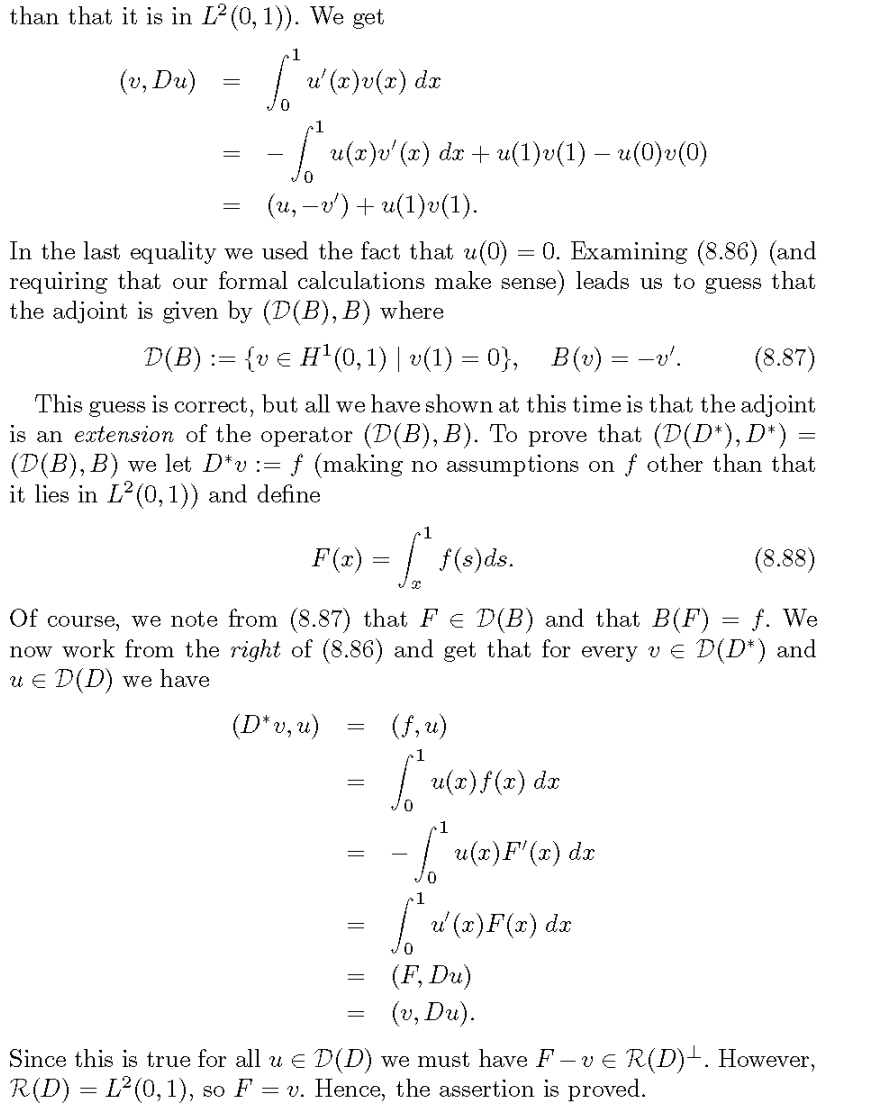 than that it is in L²(0, 1)). We get
(v, Du) = ∫₀¹ u′(x)v(x) dx
= −∫₀¹ u(x)v′(x) dx + u(1)v(1) − u(0)v(0)
= (u, −v′) + u(1)v(1).
In the last equality we used the fact that u(0) = 0. Examining (8.86) (and
requiring that our formal calculations make sense) leads us to guess that
the adjoint is given by (𝒟(B), B) where
𝒟(B) := {v ∈ H¹(0, 1) | v(1) = 0}, B(v) = −v′. (8.87)
This guess is correct, but all we have shown at this time is that the adjoint
is an extension of the operator (𝒟(B), B). To prove that (𝒟(D*), D*) =
(𝒟(B), B) we let D*v := f (making no assumptions on f other than that
it lies in L²(0, 1)) and define
F(x) = ∫ₓ¹ f(s)ds. (8.88)
Of course, we note from (8.87) that F ∈ 𝒟(B) and that B(F) = f. We
now work from the right of (8.86) and get that for every v ∈ 𝒟(D*) and
u ∈ 𝒟(D) we have
(D*v, u) = (f, u)
= ∫₀¹ u(x)f(x) dx
= −∫₀¹ u(x)F′(x) dx
= ∫₀¹ u′(x)F(x) dx
= (F, Du)
= (v, Du).
Since this is true for all u ∈ 𝒟(D) we must have F − v ∈ ℛ(D)^⊥. However,
ℛ(D) = L²(0, 1), so F = v. Hence, the assertion is proved.